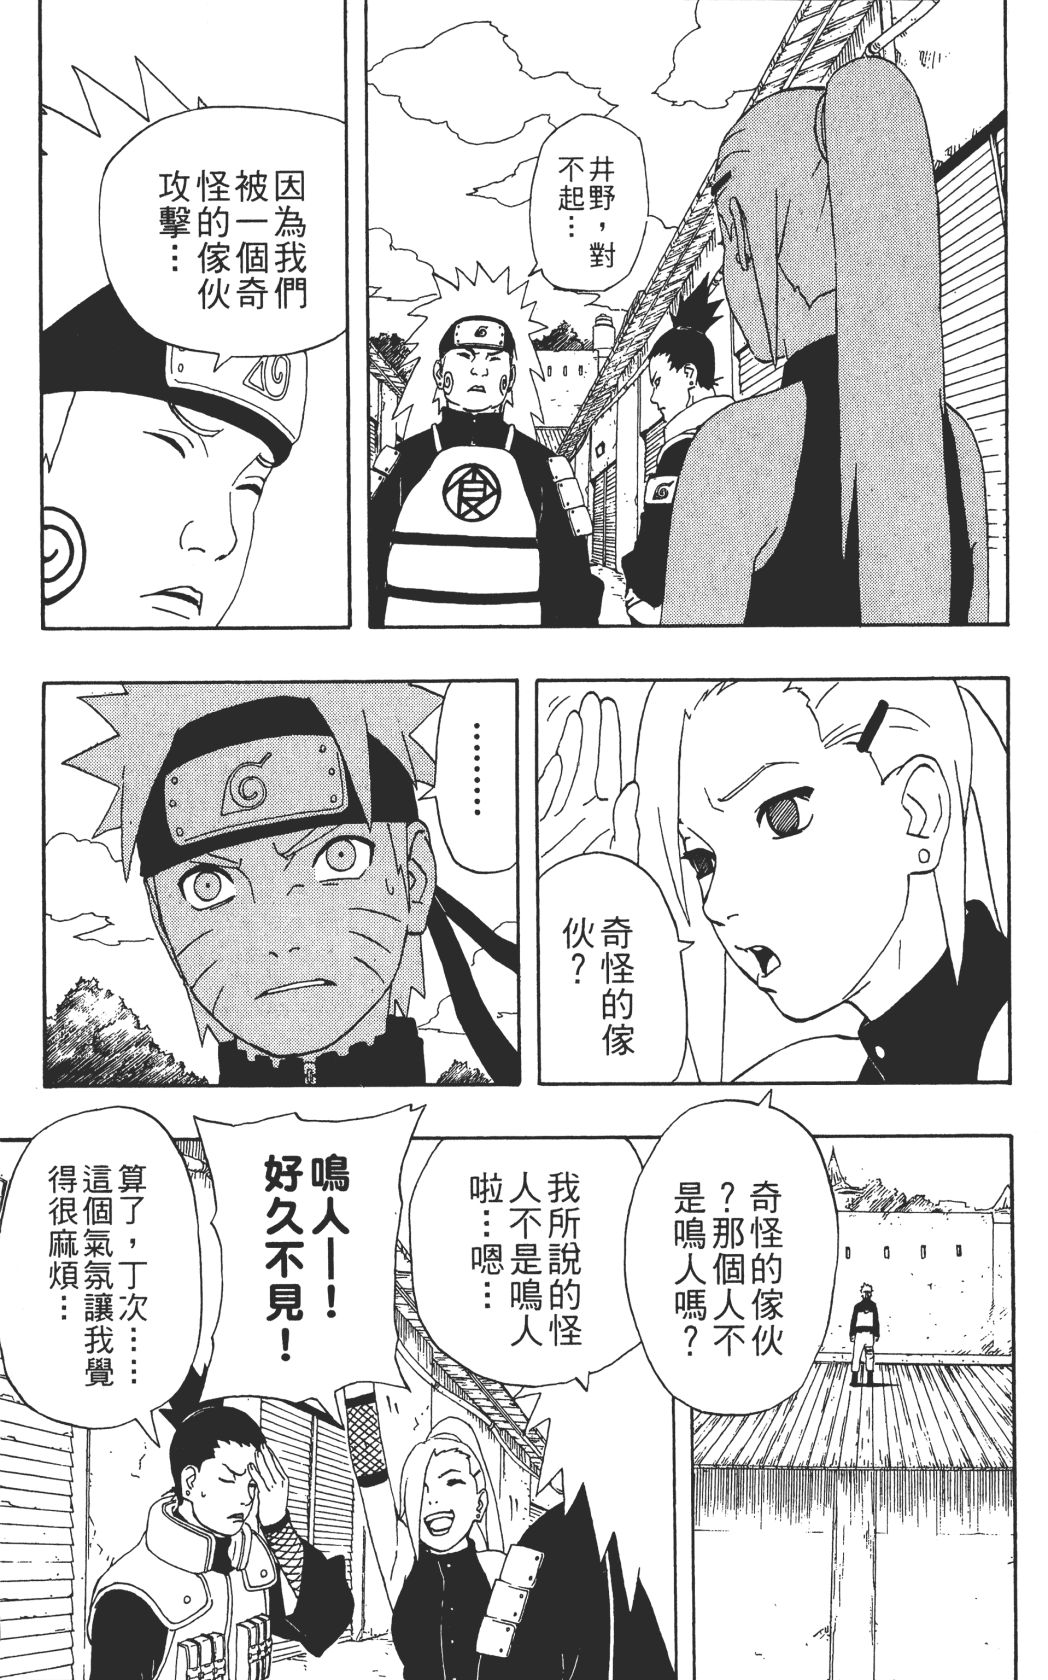 井野，對
不起…
食
因為我們
被一個奇
怪的傢伙
攻擊…
奇怪的傢
伙？
………
奇怪的傢伙
？那個人不
是鳴人嗎？
我所說的怪
人不是鳴人
啦…嗯…
鳴人—！
好久不見！
算了，丁次……
這個氣氛讓我覺
得很麻煩…